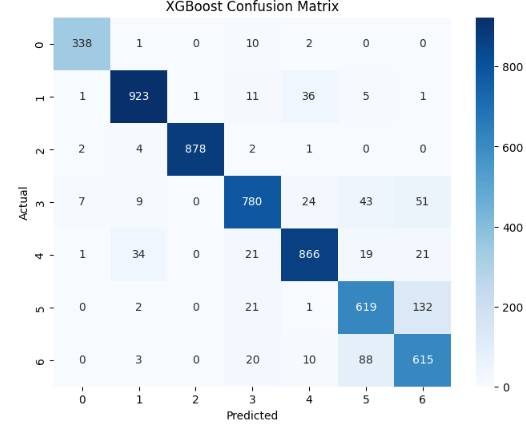 XGBoost Confusion Matrix
0 338 1 0 10 2 0 0
1 1 923 1 11 36 5 1
2 2 4 878 2 1 0 0
3 7 9 0 780 24 43 51
4 1 34 0 21 866 19 21
5 0 2 0 21 1 619 132
6 0 3 0 20 10 88 615
0 1 2 3 4 5 6
Predicted
Actual
800
600
400
200
0